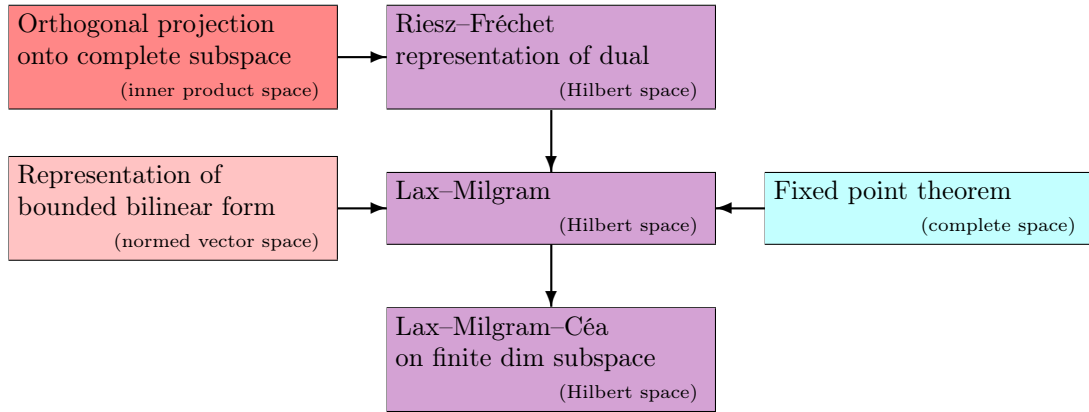 Orthogonal projection
onto complete subspace
(inner product space)
Riesz–Fréchet
representation of dual
(Hilbert space)
Representation of
bounded bilinear form
(normed vector space)
Lax–Milgram
(Hilbert space)
Fixed point theorem
(complete space)
Lax–Milgram–Céa
on finite dim subspace
(Hilbert space)